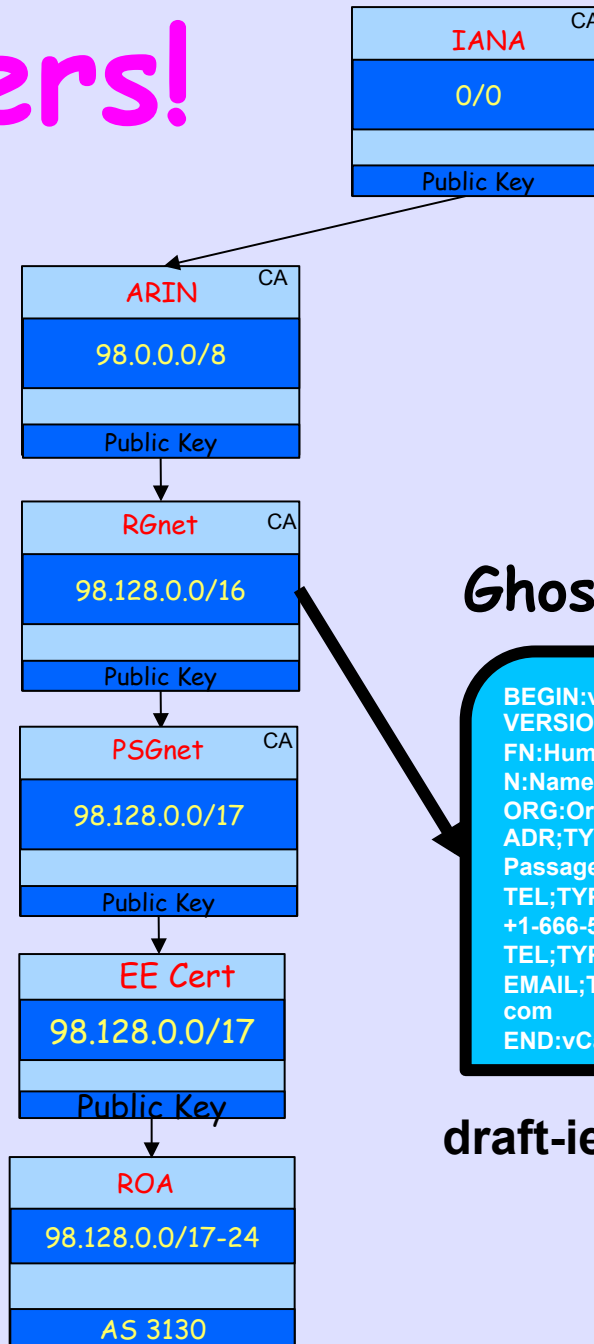 ers!
CA
IANA
0/0
Public Key
CA
ARIN
98.0.0.0/8
Public Key
CA
RGnet
98.128.0.0/16
Public Key
CA
PSGnet
98.128.0.0/17
Public Key
EE Cert
98.128.0.0/17
Public Key
ROA
98.128.0.0/17-24
AS 3130
Ghos
BEGIN:v
VERSIO
FN:Hum
N:Name
ORG:Or
ADR;TY
Passage
TEL;TYP
+1-666-5
TEL;TYP
EMAIL;T
com
END:vC
draft-ie